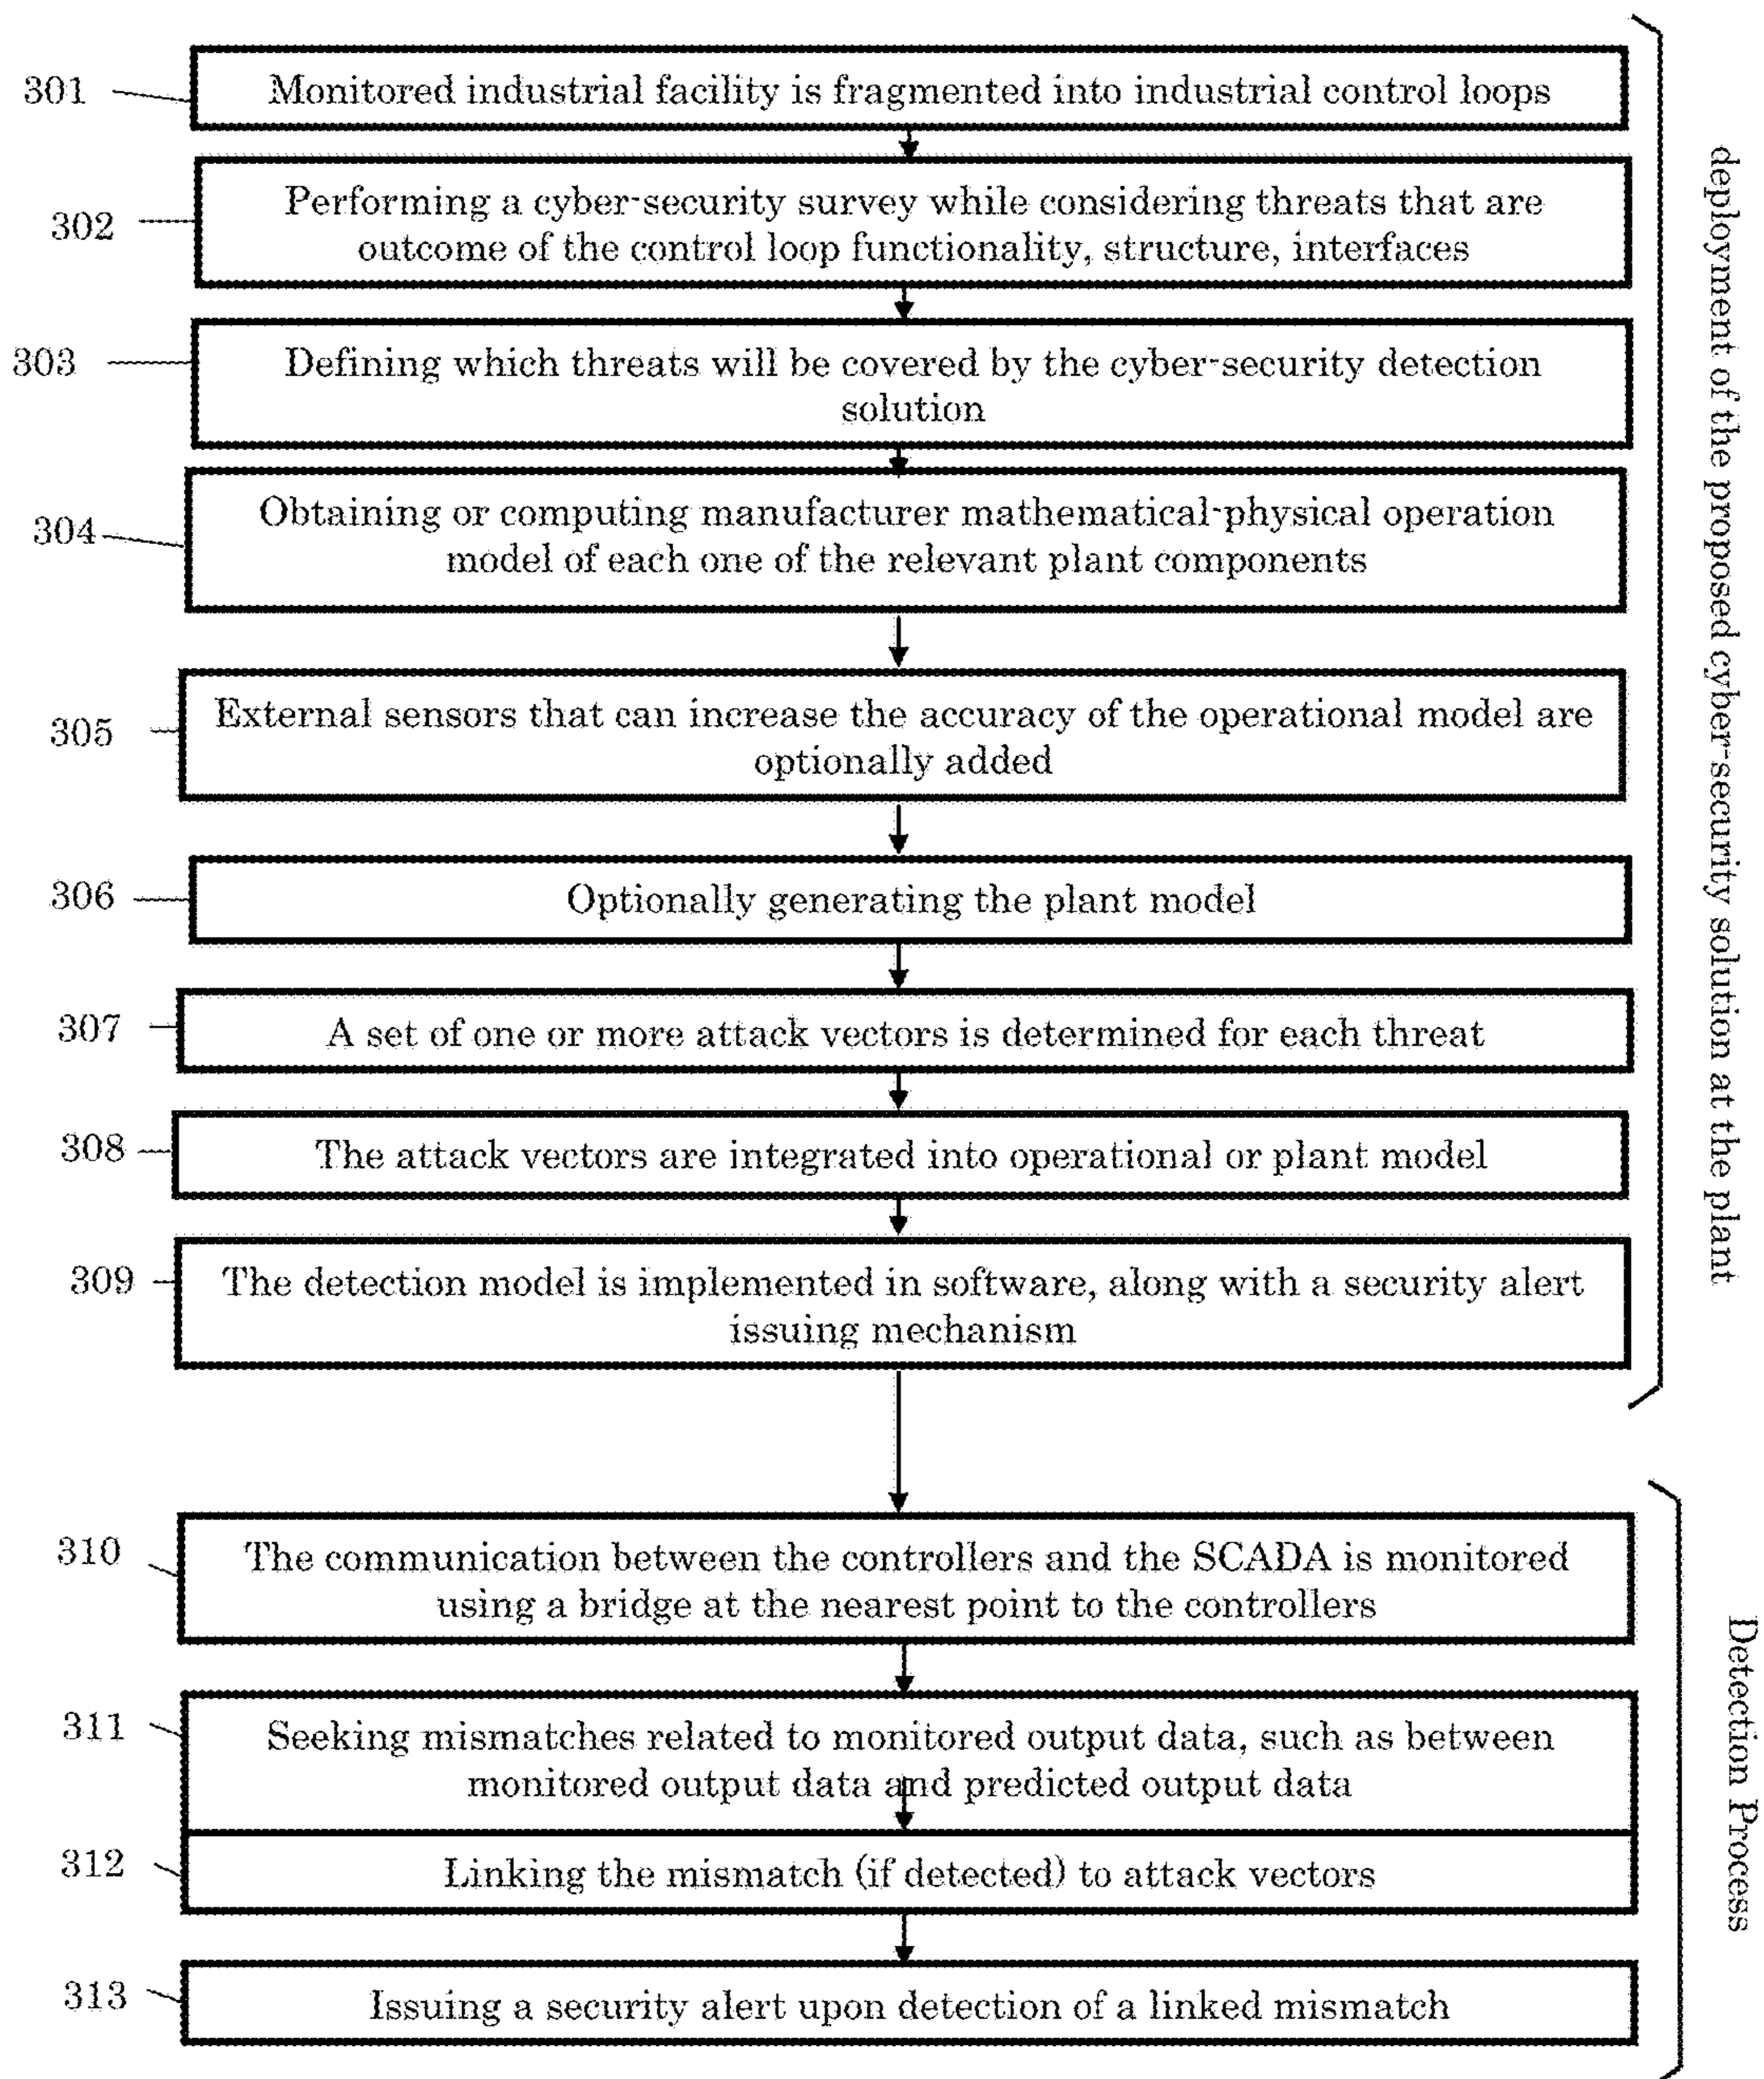 301
Monitored industrial facility is fragmented into industrial control loops
302
Performing a cyber-security survey while considering threats that are
outcome of the control loop functionality, structure, interfaces
303
Defining which threats will be covered by the cyber-security detection
solution
304
Obtaining or computing manufacturer mathematical-physical operation
model of each one of the relevant plant components
305
External sensors that can increase the accuracy of the operational model are
optionally added
306
Optionally generating the plant model
307
A set of one or more attack vectors is determined for each threat
308
The attack vectors are integrated into operational or plant model
309
The detection model is implemented in software, along with a security alert
issuing mechanism
deployment of the proposed cyber-security solution at the plant
310
The communication between the controllers and the SCADA is monitored
using a bridge at the nearest point to the controllers
311
Seeking mismatches related to monitored output data, such as between
monitored output data and predicted output data
312
Linking the mismatch (if detected) to attack vectors
313
Issuing a security alert upon detection of a linked mismatch
Detection Process